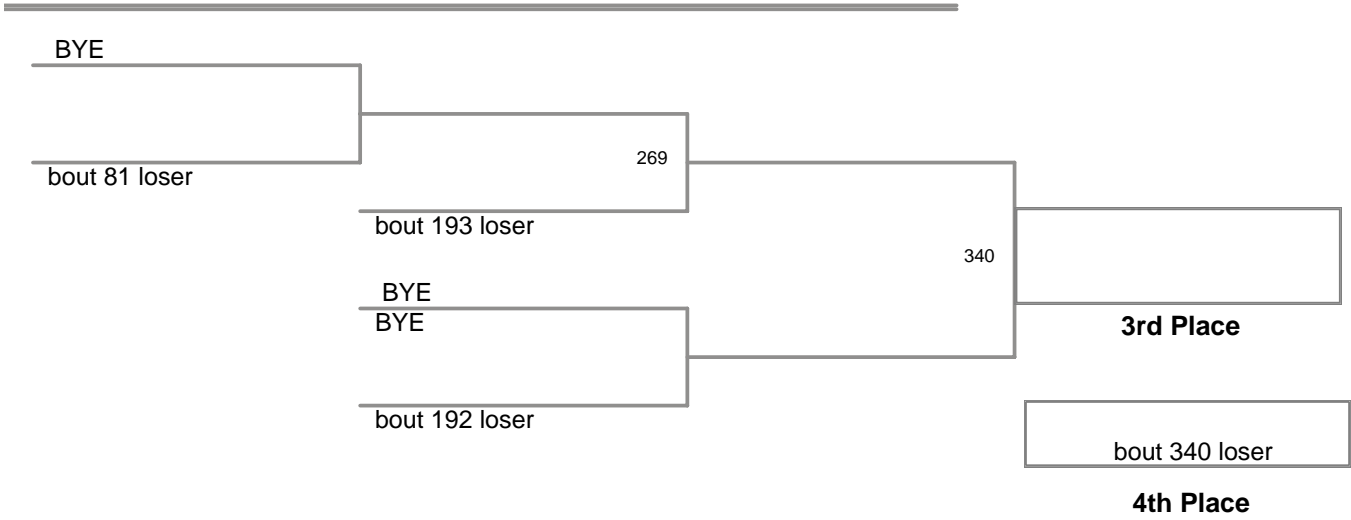 BYE
bout 81 loser
269
bout 193 loser
340
BYE
BYE
3rd Place
bout 192 loser
bout 340 loser
4th Place